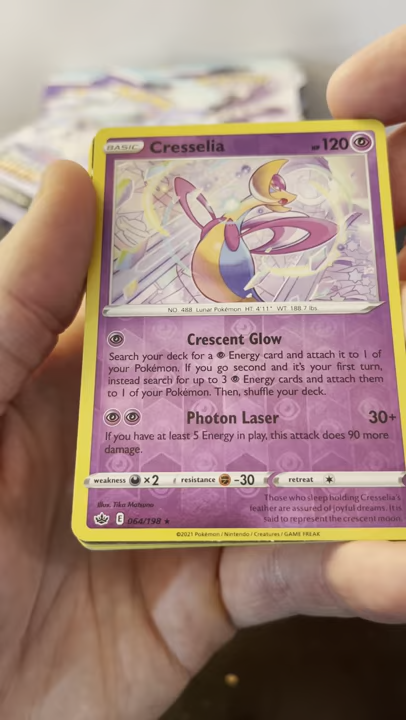 BASIC Cresselia HP 120
NO. 488 Lunar Pokémon HT: 4'11" WT: 188.7 lbs
Crescent Glow
Search your deck for a Energy card and attach it to 1 of
your Pokémon. If you go second and it's your first turn,
instead search for up to 3 Energy cards and attach them
to 1 of your Pokémon. Then, shuffle your deck.
Photon Laser 30+
If you have at least 5 Energy in play, this attack does 90 more
damage.
weakness ×2 resistance -30 retreat
Illus. Tika Matsuno
Those who sleep holding Cresselia's
feather are assured of joyful dreams. It is
said to represent the crescent moon.
E 064/198 ★
©2021 Pokémon / Nintendo / Creatures / GAME FREAK